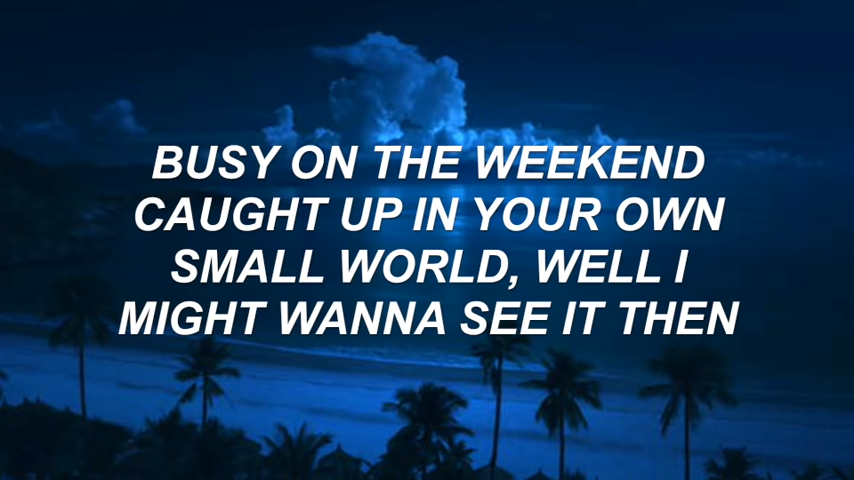 BUSY ON THE WEEKEND
CAUGHT UP IN YOUR OWN
SMALL WORLD, WELL I
MIGHT WANNA SEE IT THEN